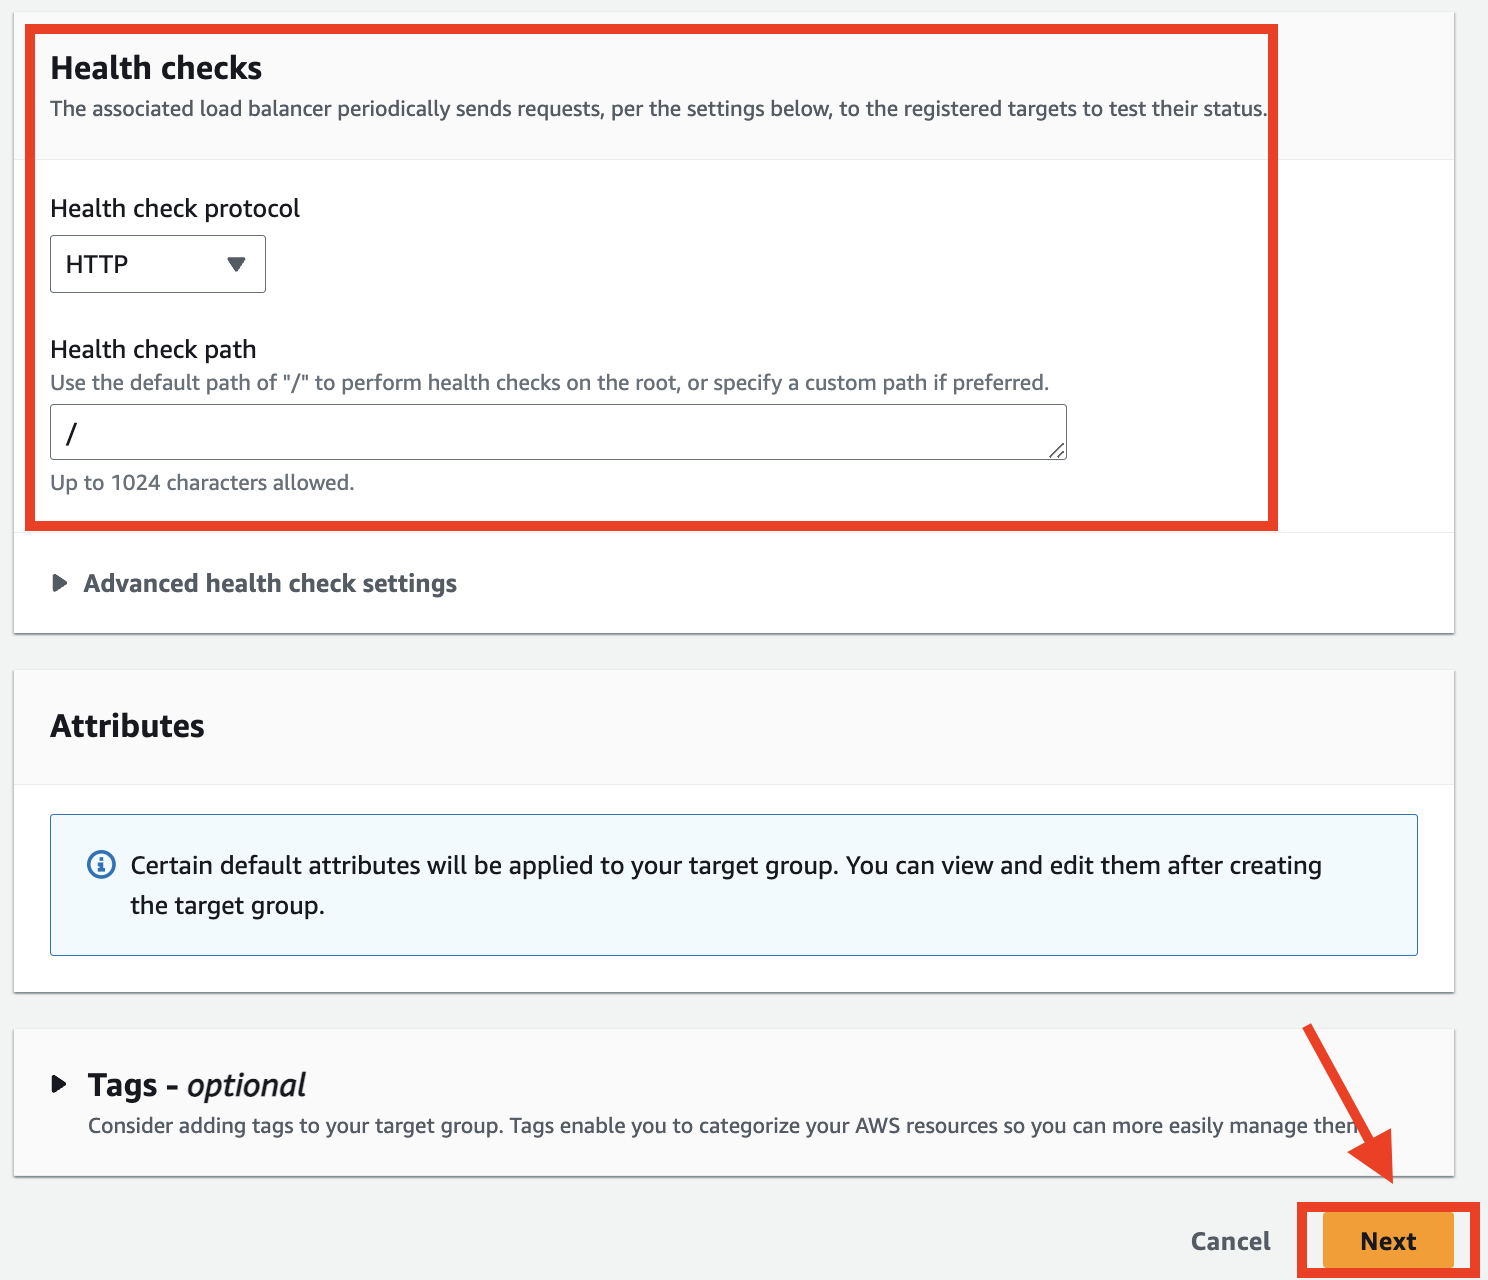 Health checks
The associated load balancer periodically sends requests, per the settings below, to the registered targets to test their status.
Health check protocol
HTTP
Health check path
Use the default path of "/" to perform health checks on the root, or specify a custom path if preferred.
/
Up to 1024 characters allowed.
Advanced health check settings
Attributes
Certain default attributes will be applied to your target group. You can view and edit them after creating
the target group.
Tags - optional
Consider adding tags to your target group. Tags enable you to categorize your AWS resources so you can more easily manage them
Cancel
Next